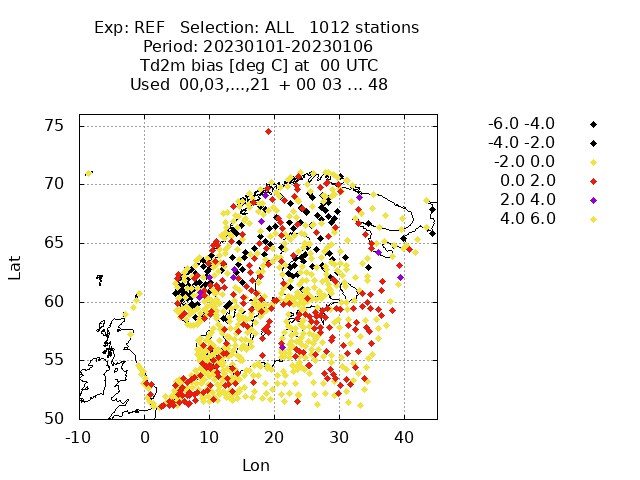 Exp: REF   Selection: ALL   1012 stations
Period: 20230101-20230106
Td2m bias [deg C] at  00 UTC
Used  00,03,...,21  + 00 03 ... 48
-6.0 -4.0
-4.0 -2.0
-2.0 0.0
0.0 2.0
2.0 4.0
4.0 6.0
75
70
65
60
55
50
Lat
-10 0 10 20 30 40
Lon